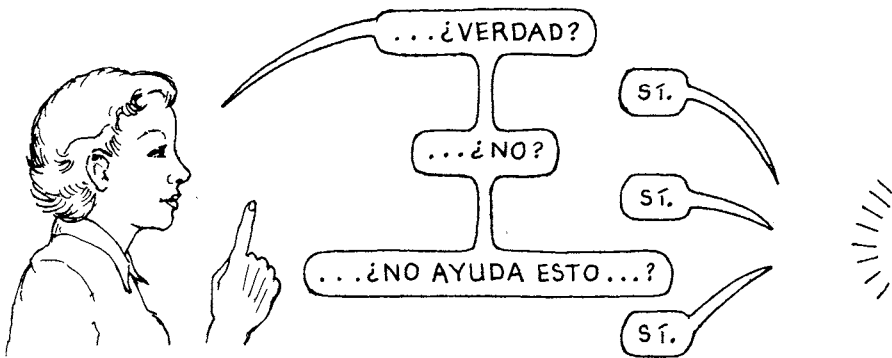 ...¿VERDAD?
SÍ.
...¿NO?
SÍ.
...¿NO AYUDA ESTO...?
SÍ.